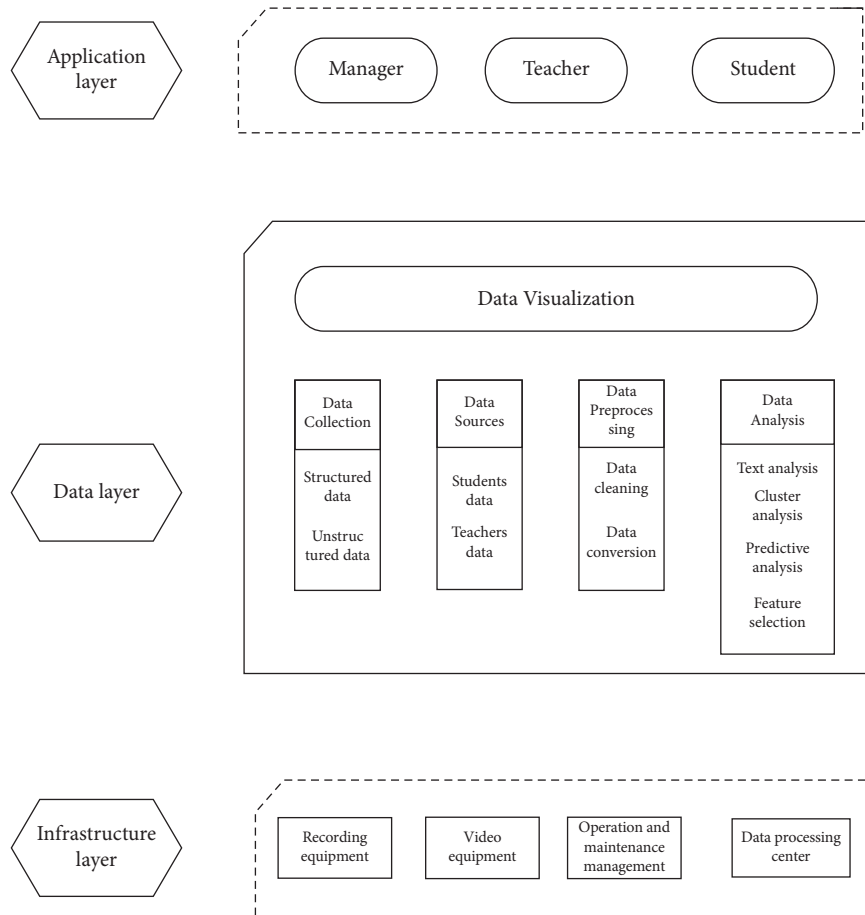 Application
layer
Manager
Teacher
Student
Data Visualization
Data layer
Data
Collection
Structured
data
Unstruc
tured data
Data
Sources
Students
data
Teachers
data
Data
Preproces
sing
Data
cleaning
Data
conversion
Data
Analysis
Text analysis
Cluster
analysis
Predictive
analysis
Feature
selection
Infrastructure
layer
Recording
equipment
Video
equipment
Operation and
maintenance
management
Data processing
center